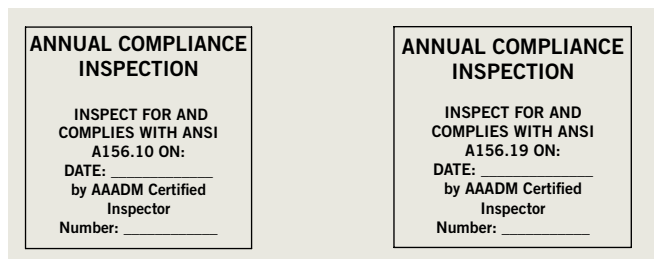 ANNUAL COMPLIANCE
INSPECTION
INSPECT FOR AND
COMPLIES WITH ANSI
A156.10 ON:
DATE: _____________
by AAADM Certified
Inspector
Number: ___________
ANNUAL COMPLIANCE
INSPECTION
INSPECT FOR AND
COMPLIES WITH ANSI
A156.19 ON:
DATE: _____________
by AAADM Certified
Inspector
Number: ___________